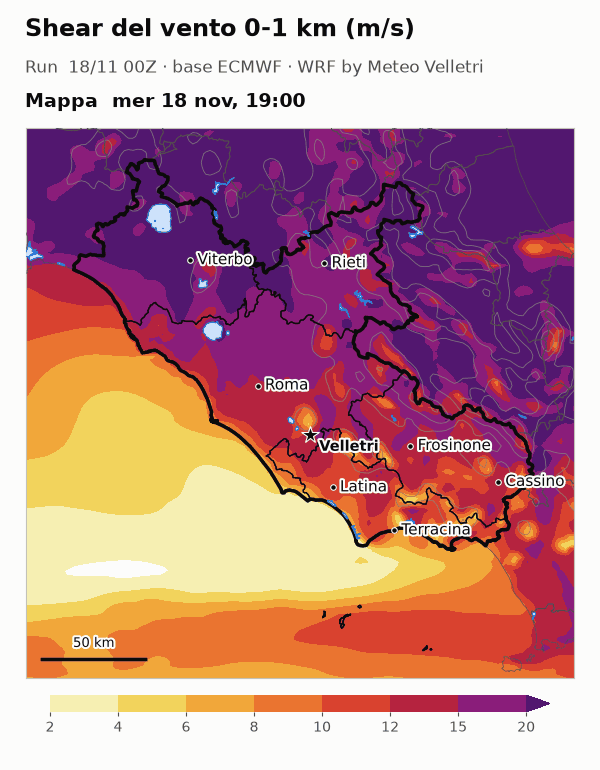 Shear del vento 0-1 km (m/s)
Run  18/11 00Z · base ECMWF · WRF by Meteo Velletri
Mappa  mer 18 nov, 19:00
Viterbo
Rieti
Roma
Velletri
Frosinone
Latina
Cassino
Terracina
50 km
2 4 6 8 10 12 15 20